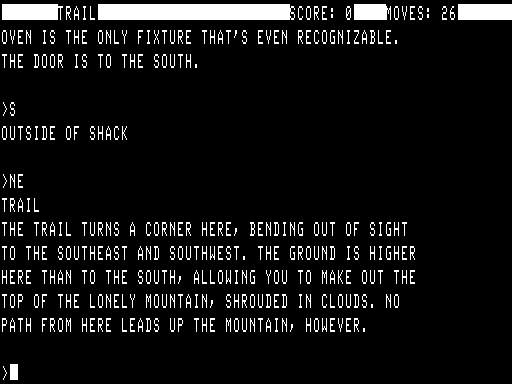 TRAIL SCORE: 0 MOVES: 26
OVEN IS THE ONLY FIXTURE THAT'S EVEN RECOGNIZABLE.
THE DOOR IS TO THE SOUTH.
>S
OUTSIDE OF SHACK
>NE
TRAIL
THE TRAIL TURNS A CORNER HERE, BENDING OUT OF SIGHT
TO THE SOUTHEAST AND SOUTHWEST. THE GROUND IS HIGHER
HERE THAN TO THE SOUTH, ALLOWING YOU TO MAKE OUT THE
TOP OF THE LONELY MOUNTAIN, SHROUDED IN CLOUDS. NO
PATH FROM HERE LEADS UP THE MOUNTAIN, HOWEVER.
>